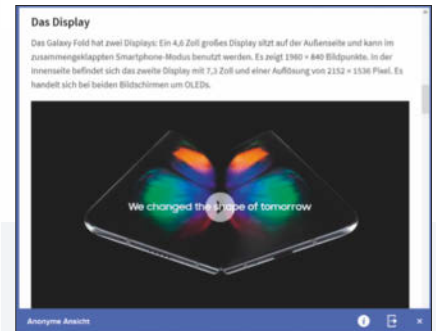 Das Display
Das Galaxy Fold hat zwei Displays: Ein 4,6 Zoll großes Display sitzt auf der Außenseite und kann im
zusammengeklappten Smartphone-Modus benutzt werden. Es zeigt 1980 × 840 Bildpunkte. In der
innenseite befindet sich das zweite Display mit 7,3 Zoll und einer Auflösung von 2152 × 1536 Pixel. Es
handelt sich bei beiden Bildschirmen um OLEDs.
We changed the shape of tomorrow
Anonyme Ansicht